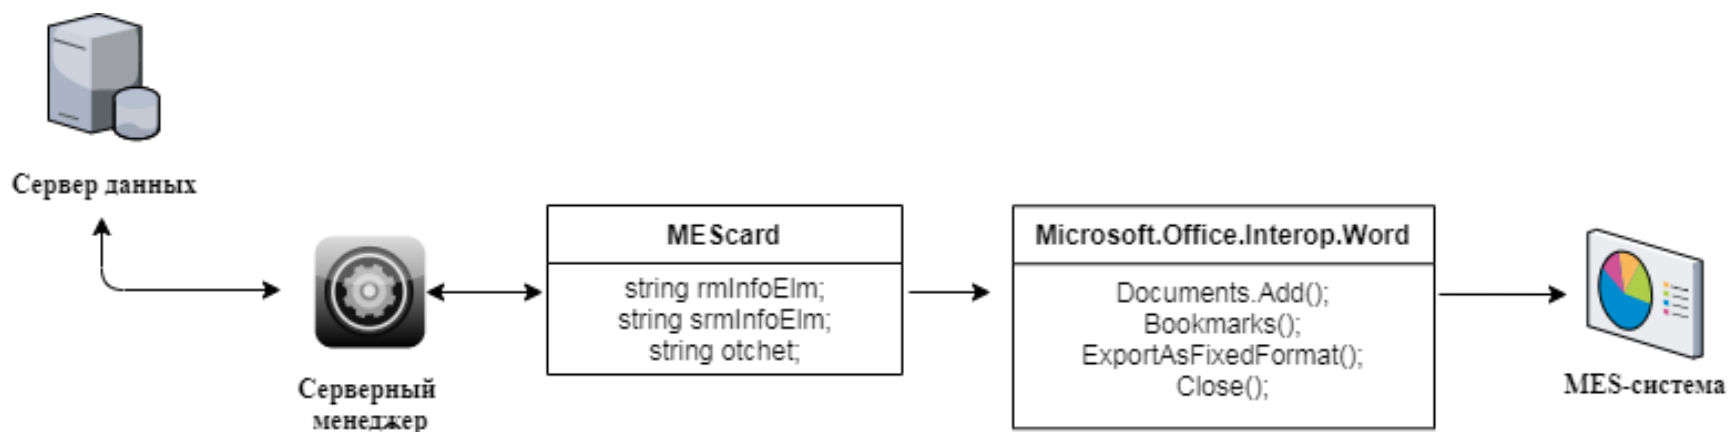 Сервер данных
Серверный
менеджер
MEScard
string rmInfoElm;
string srmInfoElm;
string otchet;
Microsoft.Office.Interop.Word
Documents.Add();
Bookmarks();
ExportAsFixedFormat();
Close();
MES-система